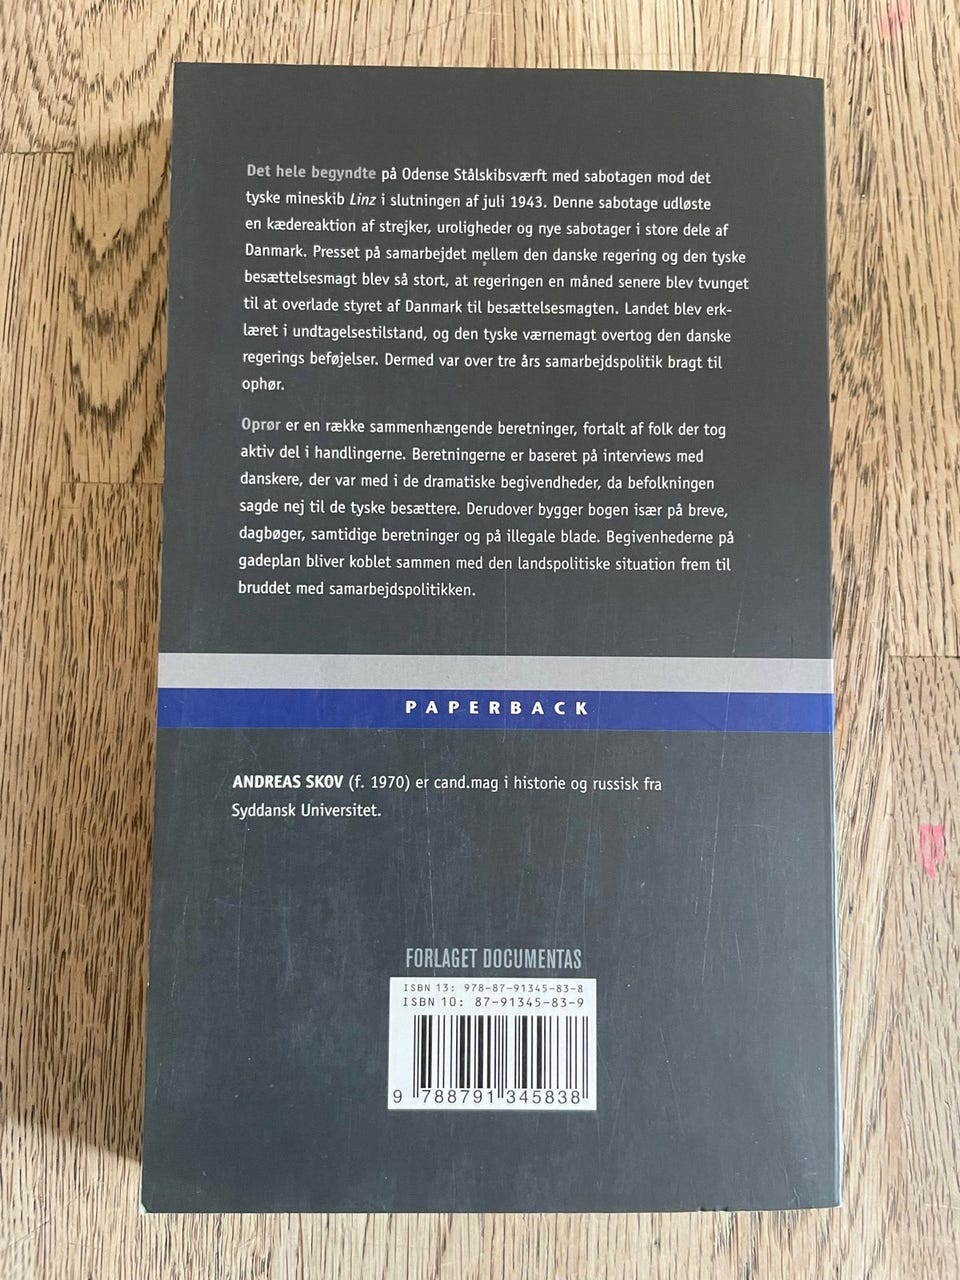 Det hele begyndte på Odense Stålskibsværft med sabotagen mod det
tyske mineskib Linz i slutningen af juli 1943. Denne sabotage udløste
en kædereaktion af strejker, uroligheder og nye sabotager i store dele af
Danmark. Presset på samarbejdet mellem den danske regering og den tyske
besættelsesmagt blev så stort, at regeringen en måned senere blev tvunget
til at overlade styret af Danmark til besættelsesmagten. Landet blev erk-
læret i undtagelsestilstand, og den tyske værnemagt overtog den danske
regerings beføjelser. Dermed var over tre års samarbejdspolitik bragt til
ophør.
Oprør er en række sammenhængende beretninger, fortalt af folk der tog
aktiv del i handlingerne. Beretningerne er baseret på interviews med
danskere, der var med i de dramatiske begivendheder, da befolkningen
sagde nej til de tyske besættere. Derudover bygger bogen især på breve,
dagbøger, samtidige beretninger og på illegale blade. Begivenhederne på
gadeplan bliver koblet sammen med den landspolitiske situation frem til
bruddet med samarbejdspolitikken.
PAPERBACK
ANDREAS SKOV (f. 1970) er cand.mag i historie og russisk fra
Syddansk Universitet.
FORLAGET DOCUMENTAS
ISBN 13: 978-87-91345-83-8
ISBN 10: 87-91345-83-9
9 788791 345838